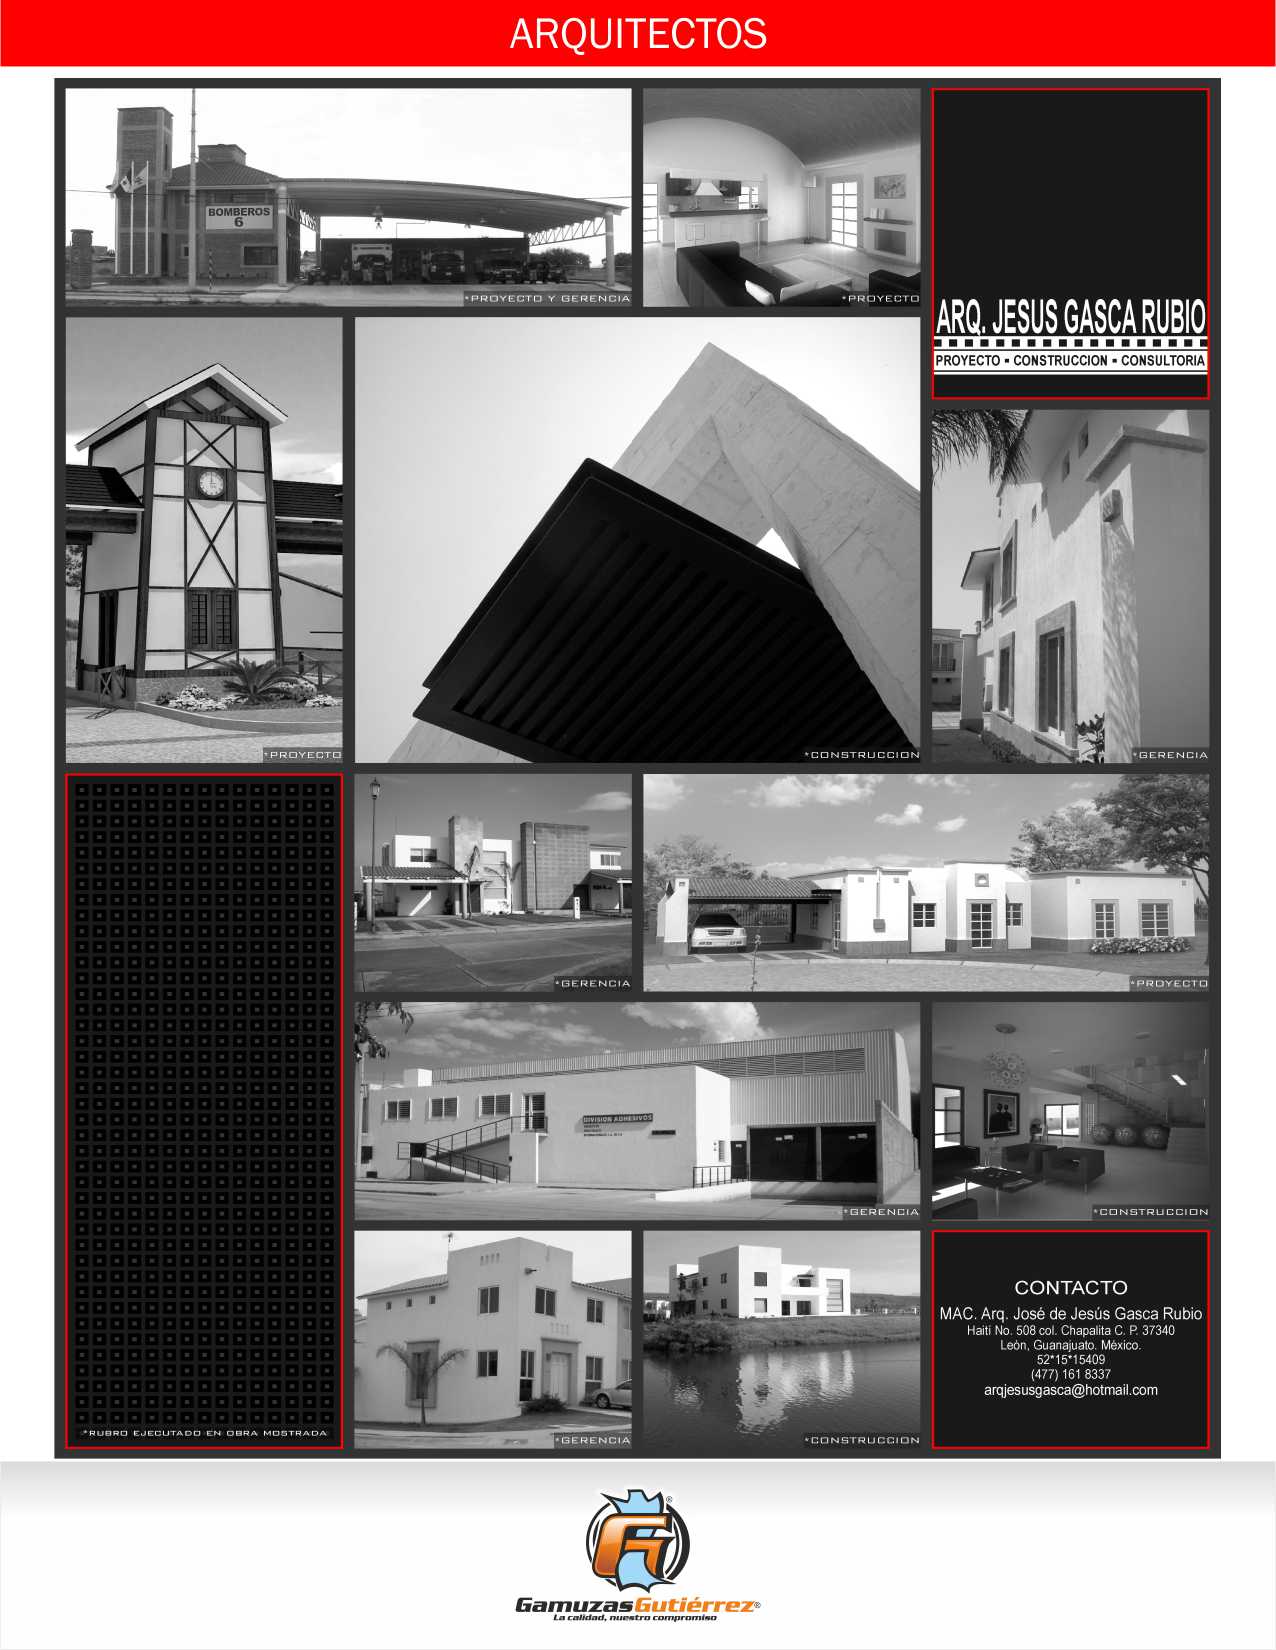 ARQUITECTOS
BOMBEROS
6
*PROYECTO Y GERENCIA
*PROYECTO
ARQ. JESUS GASCA RUBIO
PROYECTO ▪ CONSTRUCCION ▪ CONSULTORIA
*PROYECTO
*CONSTRUCCION
*GERENCIA
*GERENCIA
*PROYECTO
DIVISION ADHESIVOS
*GERENCIA
*CONSTRUCCION
*RUBRO EJECUTADO EN OBRA MOSTRADA
*GERENCIA
*CONSTRUCCION
CONTACTO
MAC. Arq. José de Jesús Gasca Rubio
Haití No. 508 col. Chapalita C. P. 37340
León, Guanajuato. México.
52*15*15409
(477) 161 8337
arqjesusgasca@hotmail.com
GamuzasGutiérrez®
La calidad, nuestro compromiso